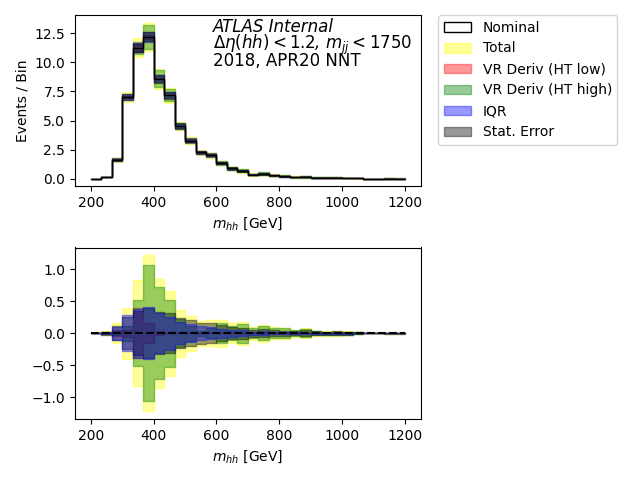 ATLAS Internal
Δη(hh) < 1.2, m_jj < 1750
2018, APR20 NNT
Events / Bin
12.5
10.0
7.5
5.0
2.5
0.0
200 400 600 800 1000 1200
m_hh [GeV]
Nominal
Total
VR Deriv (HT low)
VR Deriv (HT high)
IQR
Stat. Error
1.0
0.5
0.0
−0.5
−1.0
200 400 600 800 1000 1200
m_hh [GeV]